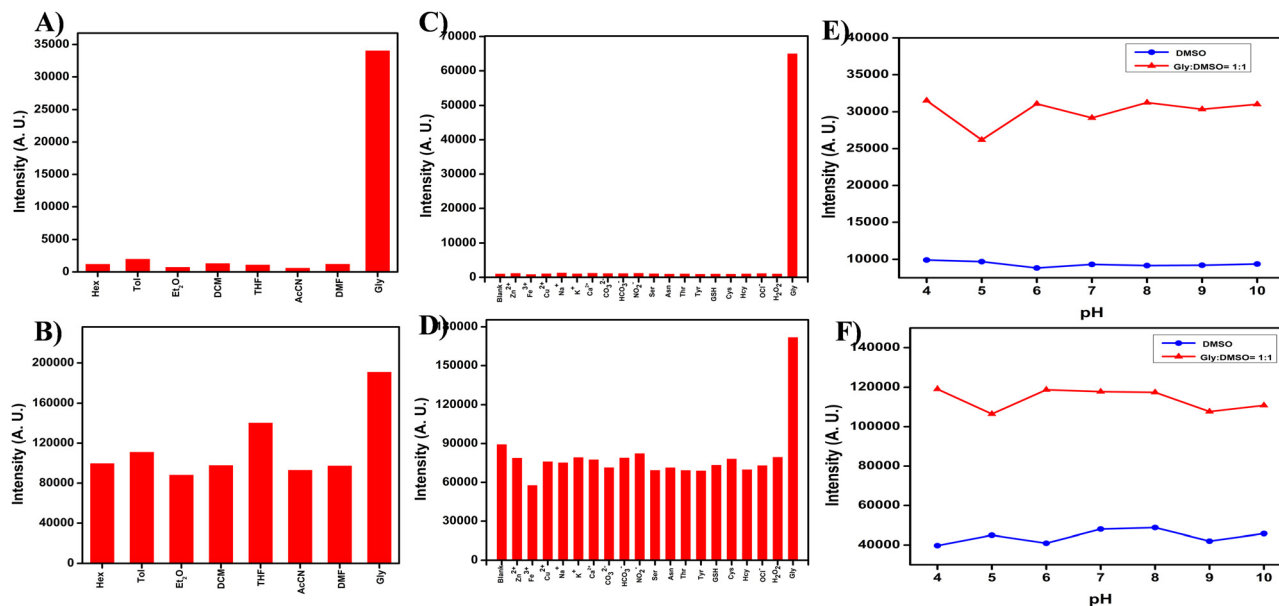 A)
35000
30000
25000
20000
15000
10000
5000
0
Intensity (A. U.)
Hex
Tol
Et₂O
DCM
THF
AcCN
DMF
Gly
B)
200000
160000
120000
80000
40000
0
Intensity (A. U.)
Hex
Tol
Et₂O
DCM
THF
AcCN
DMF
Gly
C)
70000
60000
50000
40000
30000
20000
10000
0
Intensity (A. U.)
Blank
Zn²⁺
Fe³⁺
Cu²⁺
Na⁺
K⁺
Ca²⁺
CO₃²⁻
HCO₃⁻
NO₂⁻
Ser
Asn
Thr
Tyr
GSH
Cys
Hcy
OCl⁻
H₂O₂
Gly
D)
180000
150000
120000
90000
60000
30000
0
Intensity (A. U.)
Blank
Zn²⁺
Fe³⁺
Cu²⁺
Na⁺
K⁺
Ca²⁺
CO₃²⁻
HCO₃⁻
NO₂⁻
Ser
Asn
Thr
Tyr
GSH
Cys
Hcy
OCl⁻
H₂O₂
Gly
E)
40000
35000
30000
25000
20000
15000
10000
Intensity (A. U.)
DMSO
Gly:DMSO= 1:1
4 5 6 7 8 9 10
pH
F)
140000
120000
100000
80000
60000
40000
Intensity (A. U.)
DMSO
Gly:DMSO= 1:1
4 5 6 7 8 9 10
pH